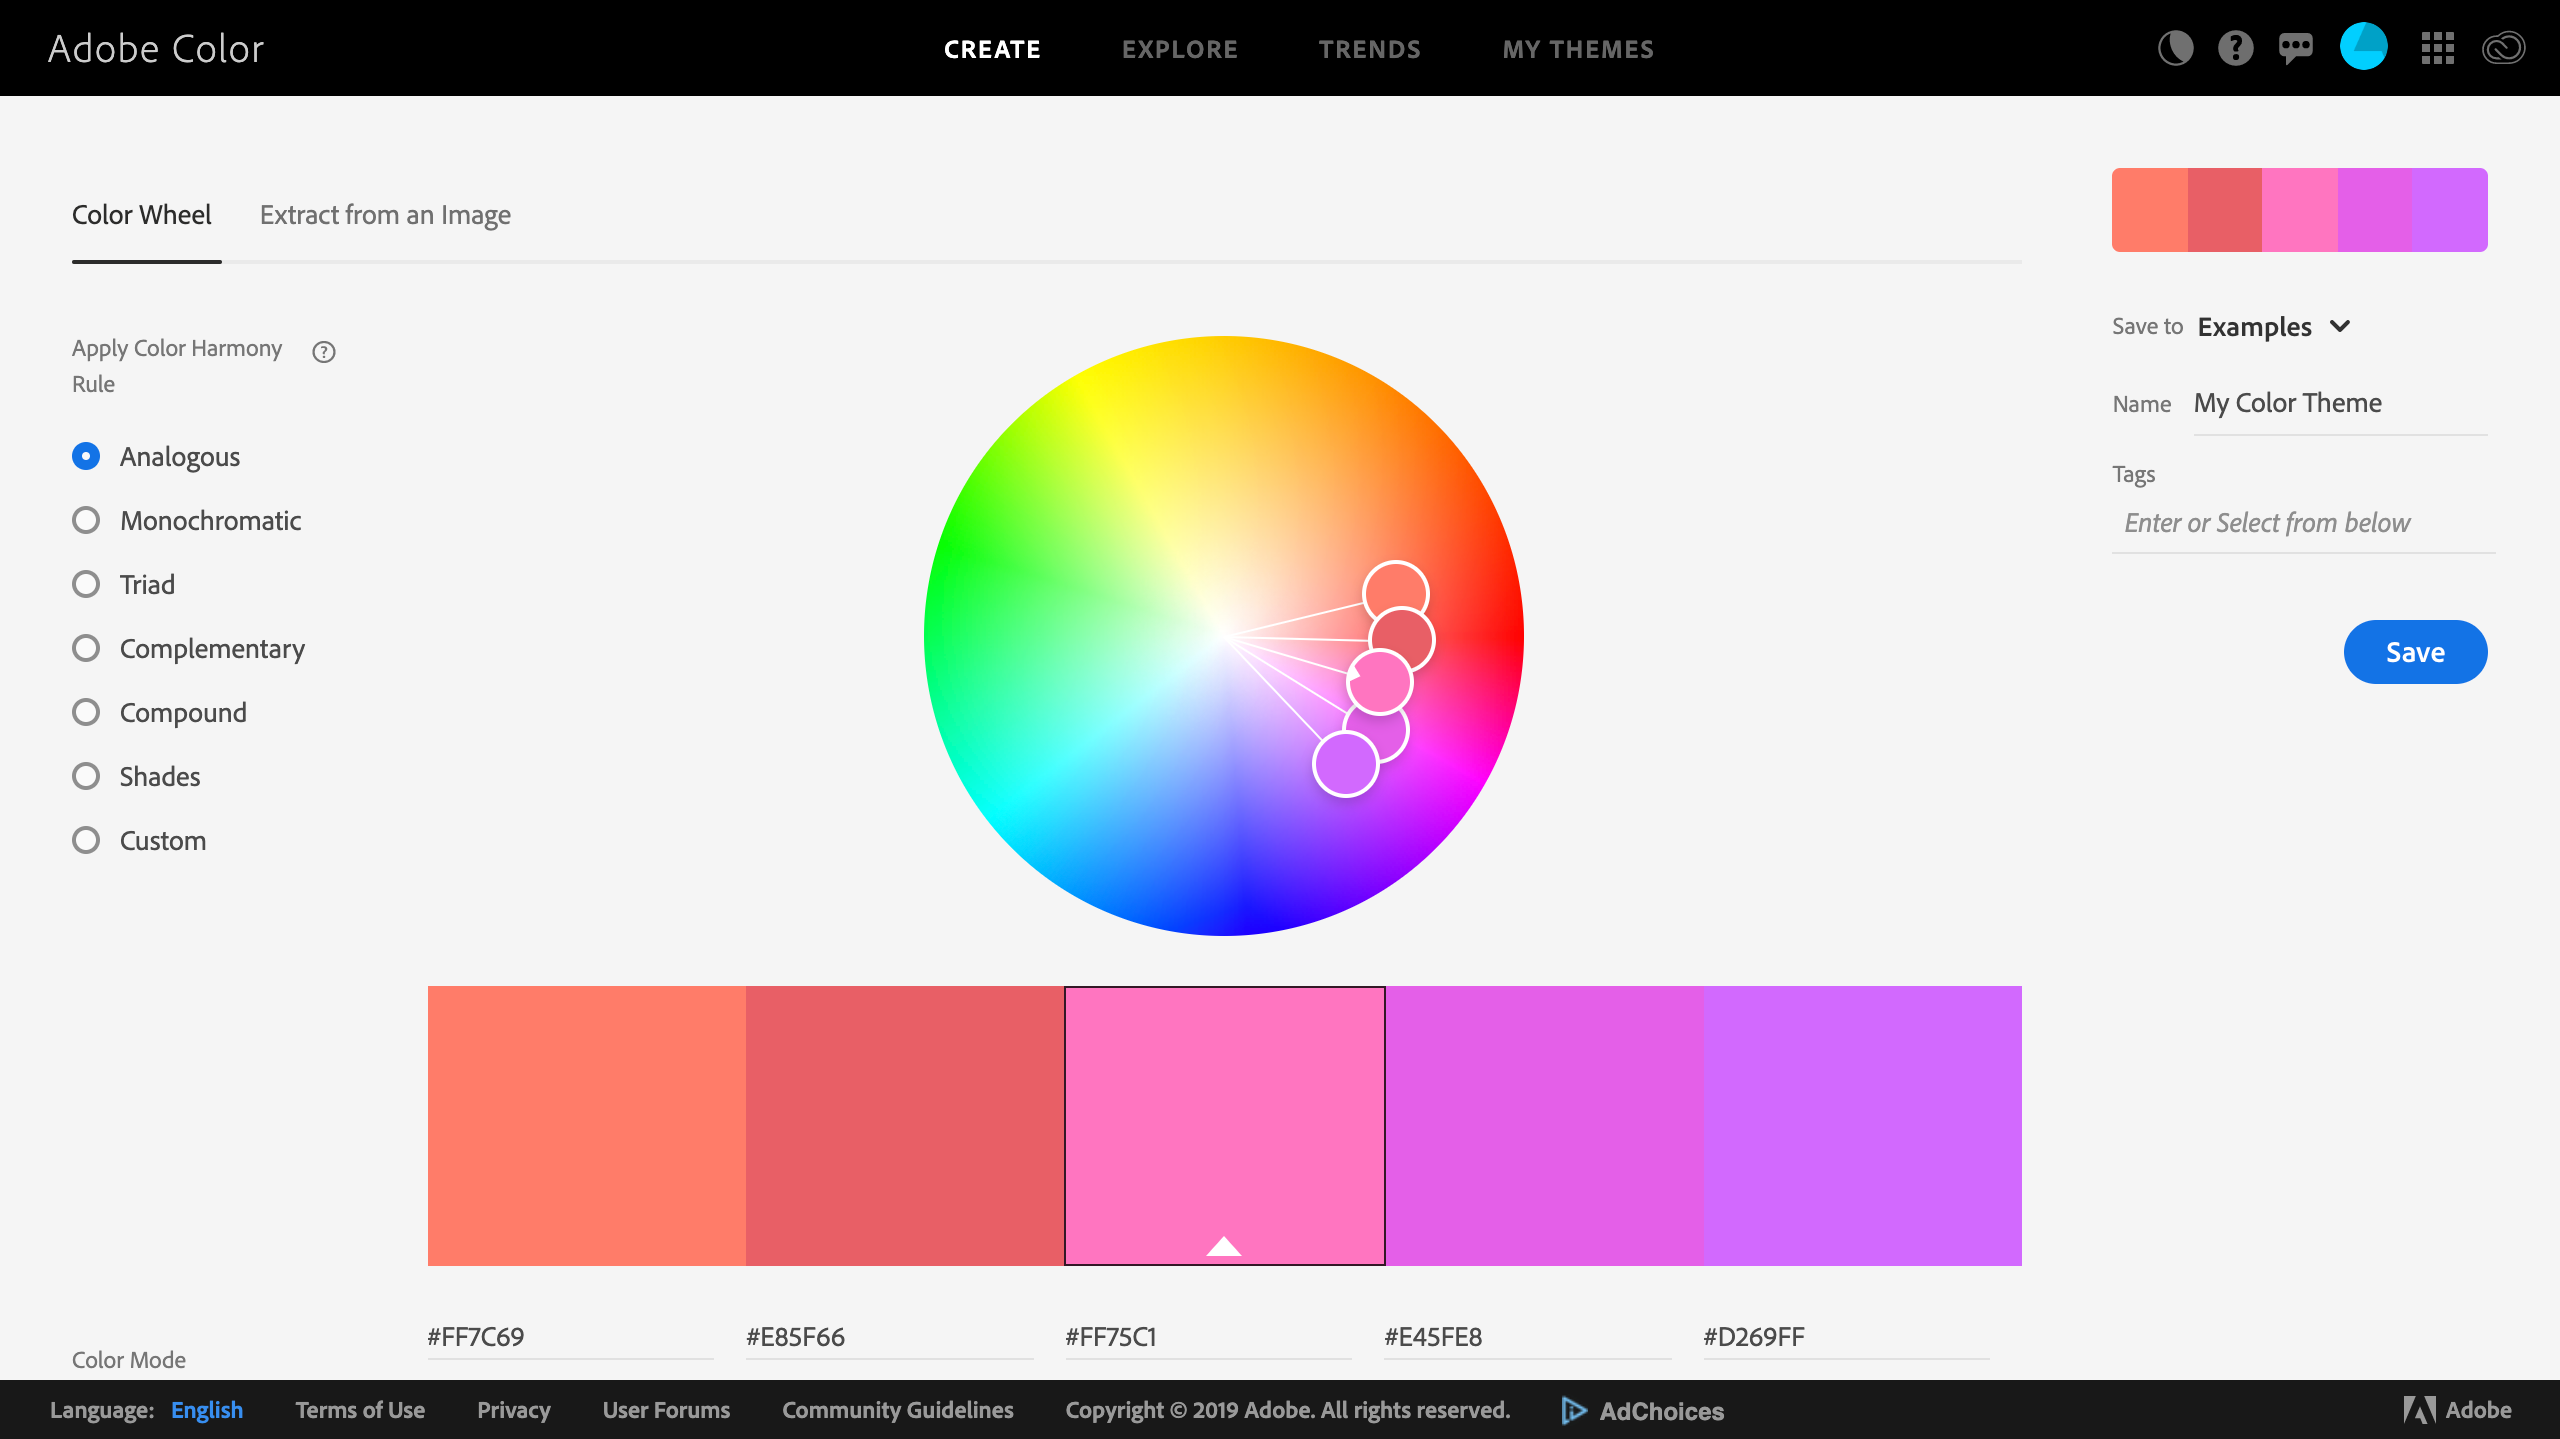 Adobe Color
CREATE EXPLORE TRENDS MY THEMES
Color Wheel Extract from an Image
Apply Color Harmony
Rule
Analogous
Monochromatic
Triad
Complementary
Compound
Shades
Custom
Save to Examples
Name My Color Theme
Tags
Enter or Select from below
Save
#FF7C69 #E85F66 #FF75C1 #E45FE8 #D269FF
Color Mode
Language: English Terms of Use Privacy User Forums Community Guidelines Copyright © 2019 Adobe. All rights reserved. AdChoices Adobe